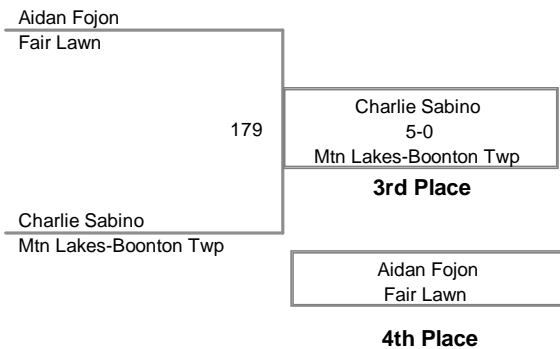 Aidan Fojon
Fair Lawn
179
Charlie Sabino
5-0
Mtn Lakes-Boonton Twp
3rd Place
Charlie Sabino
Mtn Lakes-Boonton Twp
Aidan Fojon
Fair Lawn
4th Place